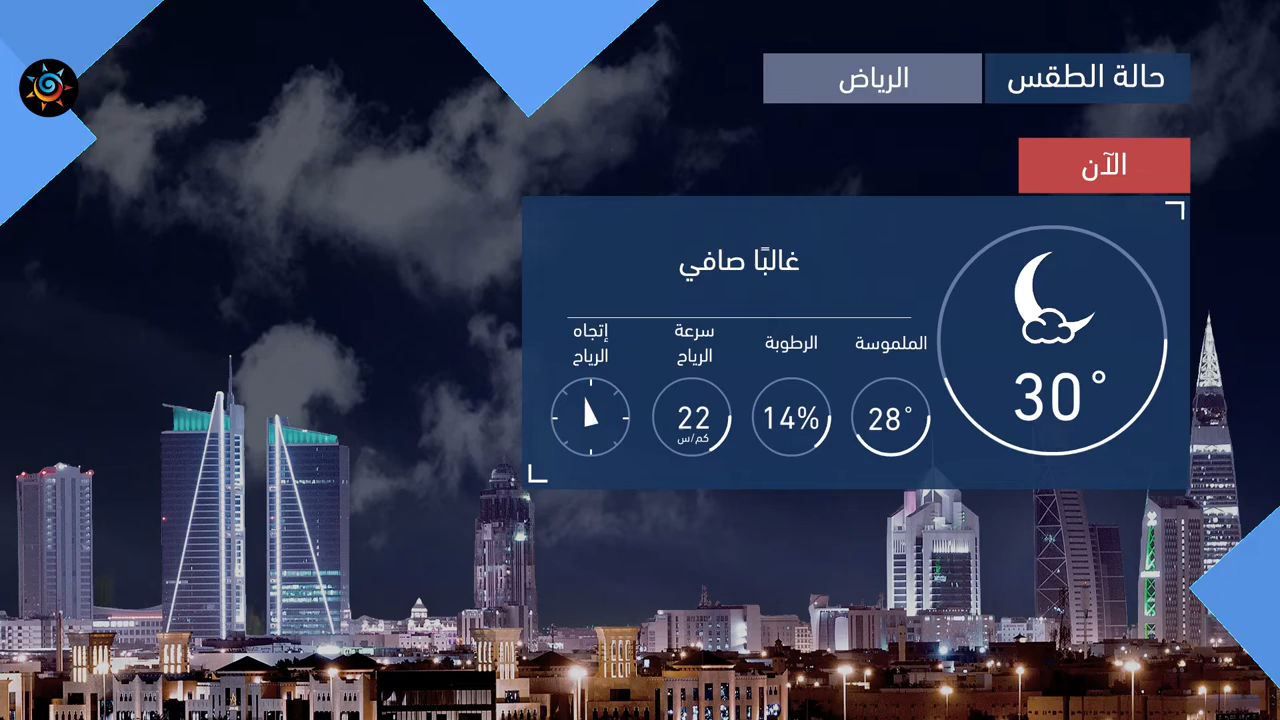 حالة الطقس
الرياض
الآن
غالبًا صافي
30°
الملموسة
28°
الرطوبة
14%
سرعة
الرياح
22
كم/س
إتجاه
الرياح